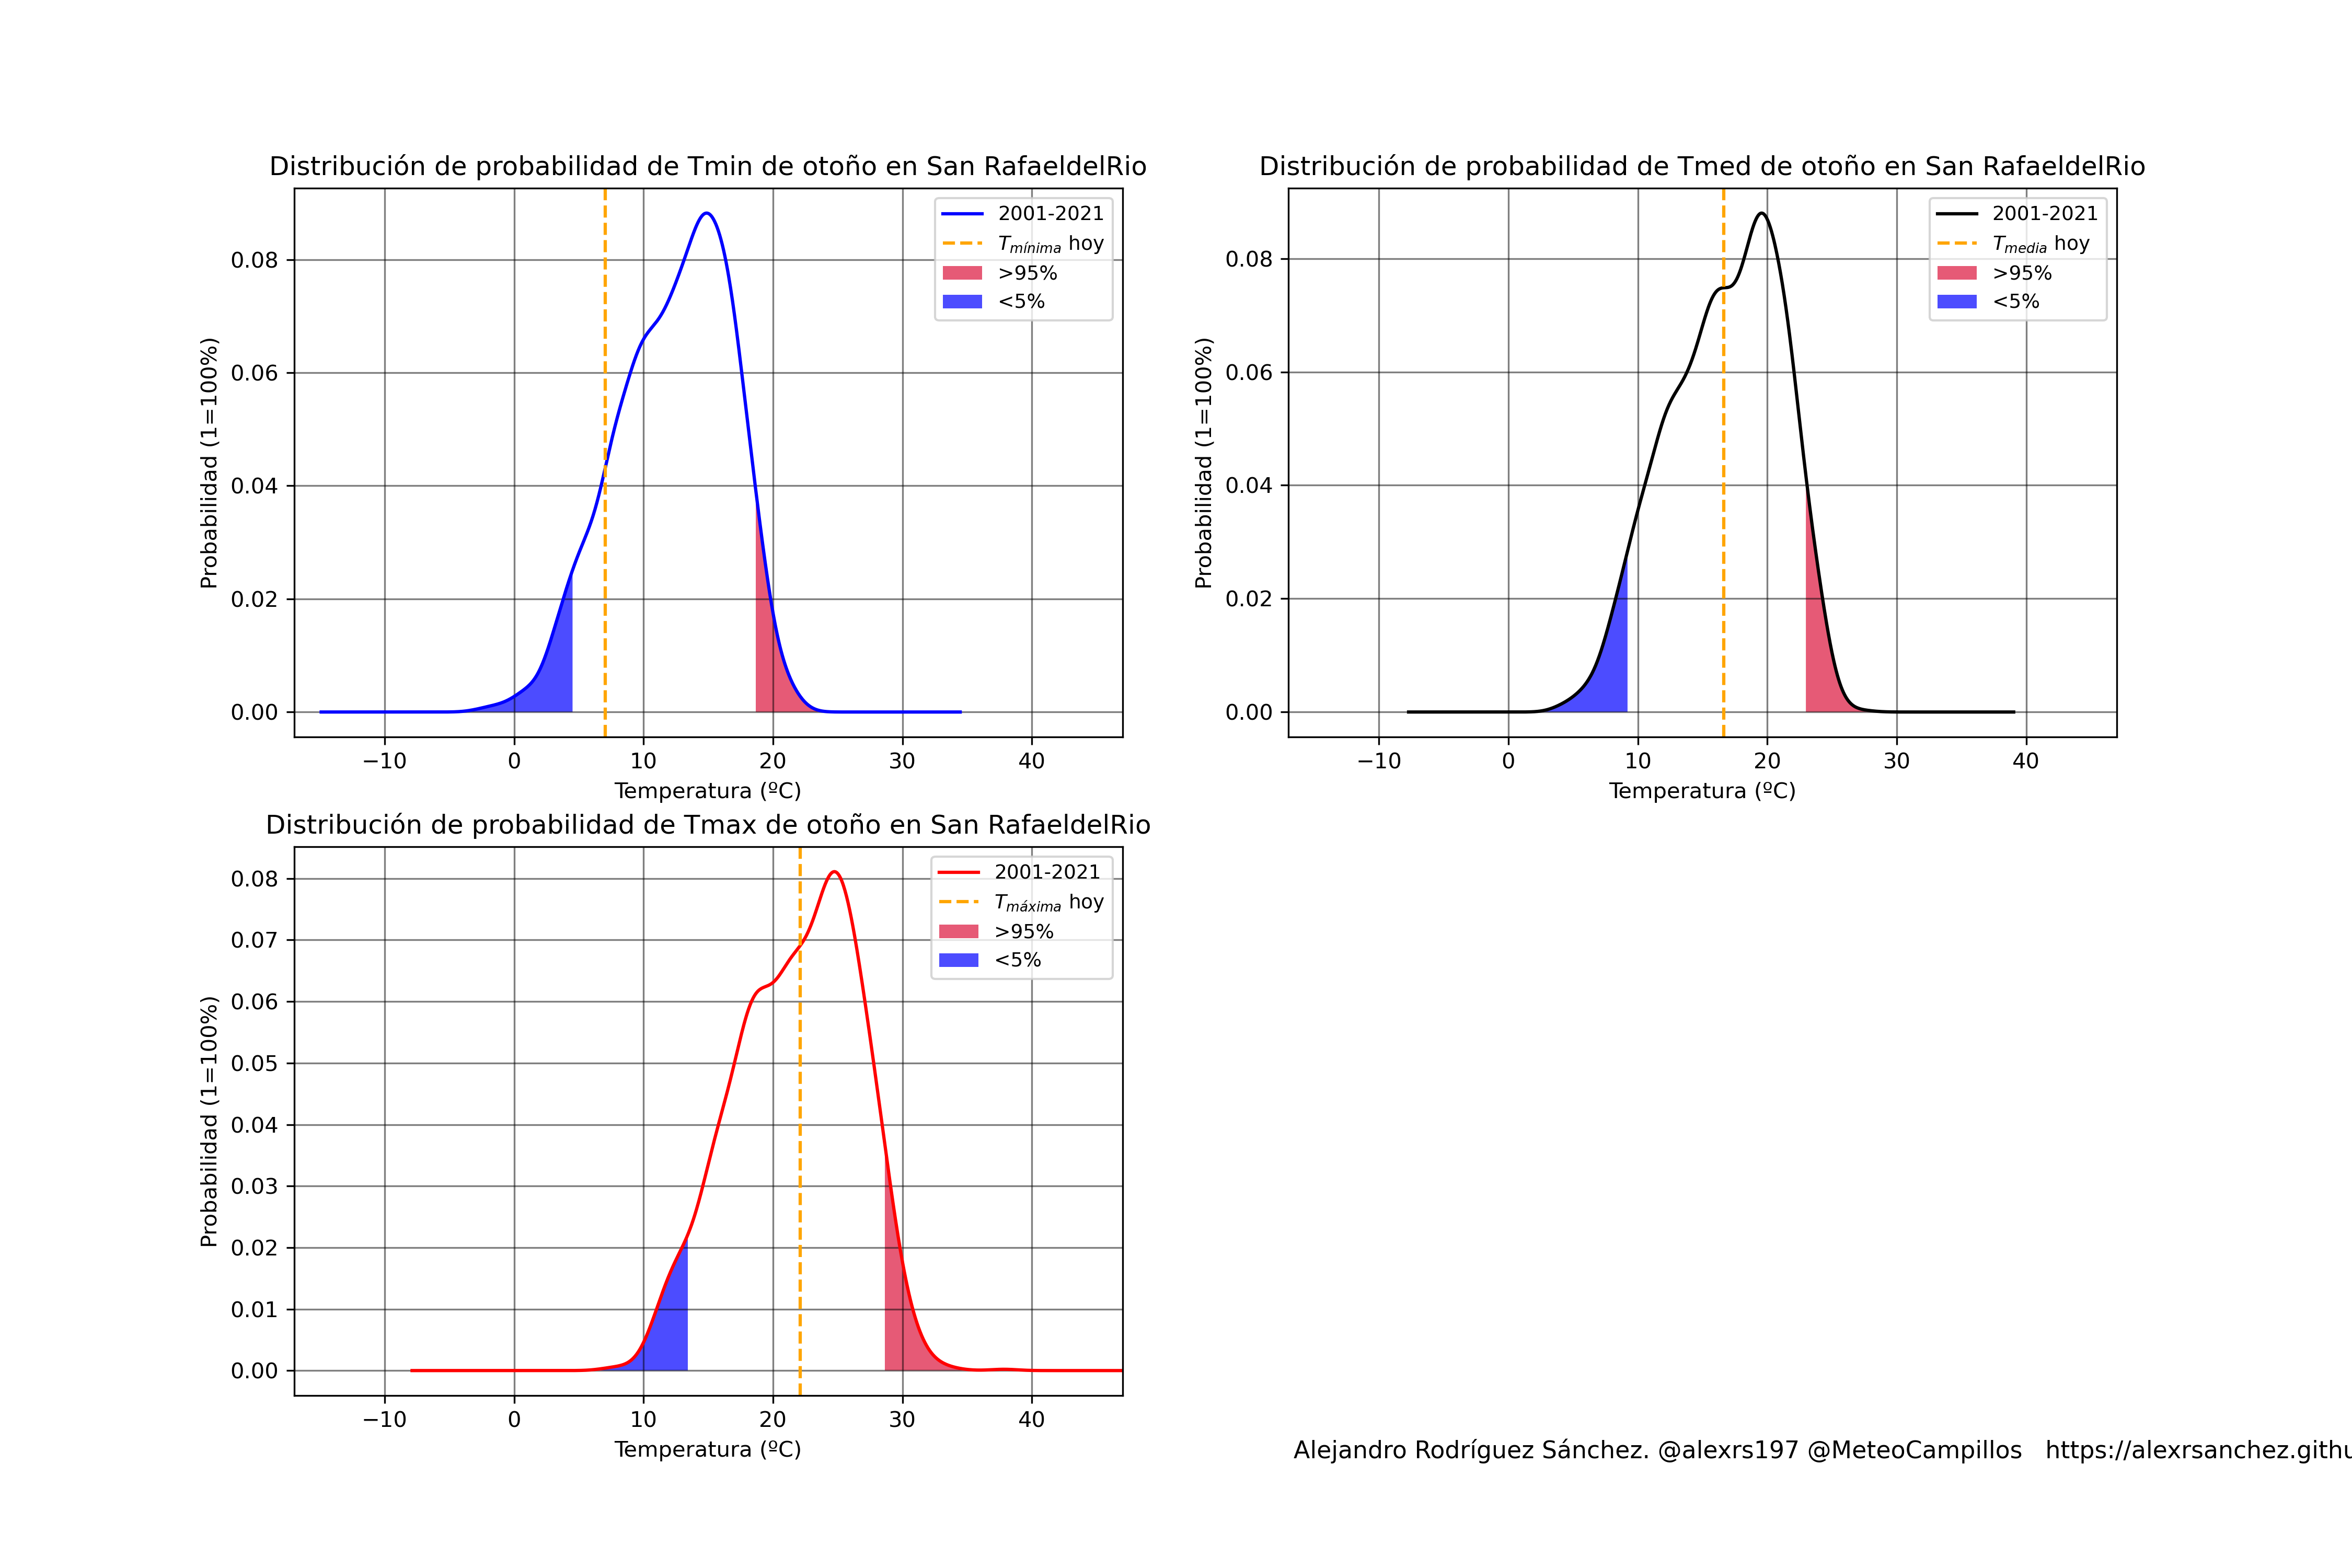 Distribución de probabilidad de Tmin de otoño en San RafaeldelRio
Probabilidad (1=100%)
0.08
0.06
0.04
0.02
0.00
−10 0 10 20 30 40
Temperatura (ºC)
2001-2021
Tmínima hoy
>95%
<5%
Distribución de probabilidad de Tmed de otoño en San RafaeldelRio
Probabilidad (1=100%)
0.08
0.06
0.04
0.02
0.00
−10 0 10 20 30 40
Temperatura (ºC)
2001-2021
Tmedia hoy
>95%
<5%
Distribución de probabilidad de Tmax de otoño en San RafaeldelRio
Probabilidad (1=100%)
0.08
0.07
0.06
0.05
0.04
0.03
0.02
0.01
0.00
−10 0 10 20 30 40
Temperatura (ºC)
2001-2021
Tmáxima hoy
>95%
<5%
Alejandro Rodríguez Sánchez. @alexrs197 @MeteoCampillos https://alexrsanchez.githu